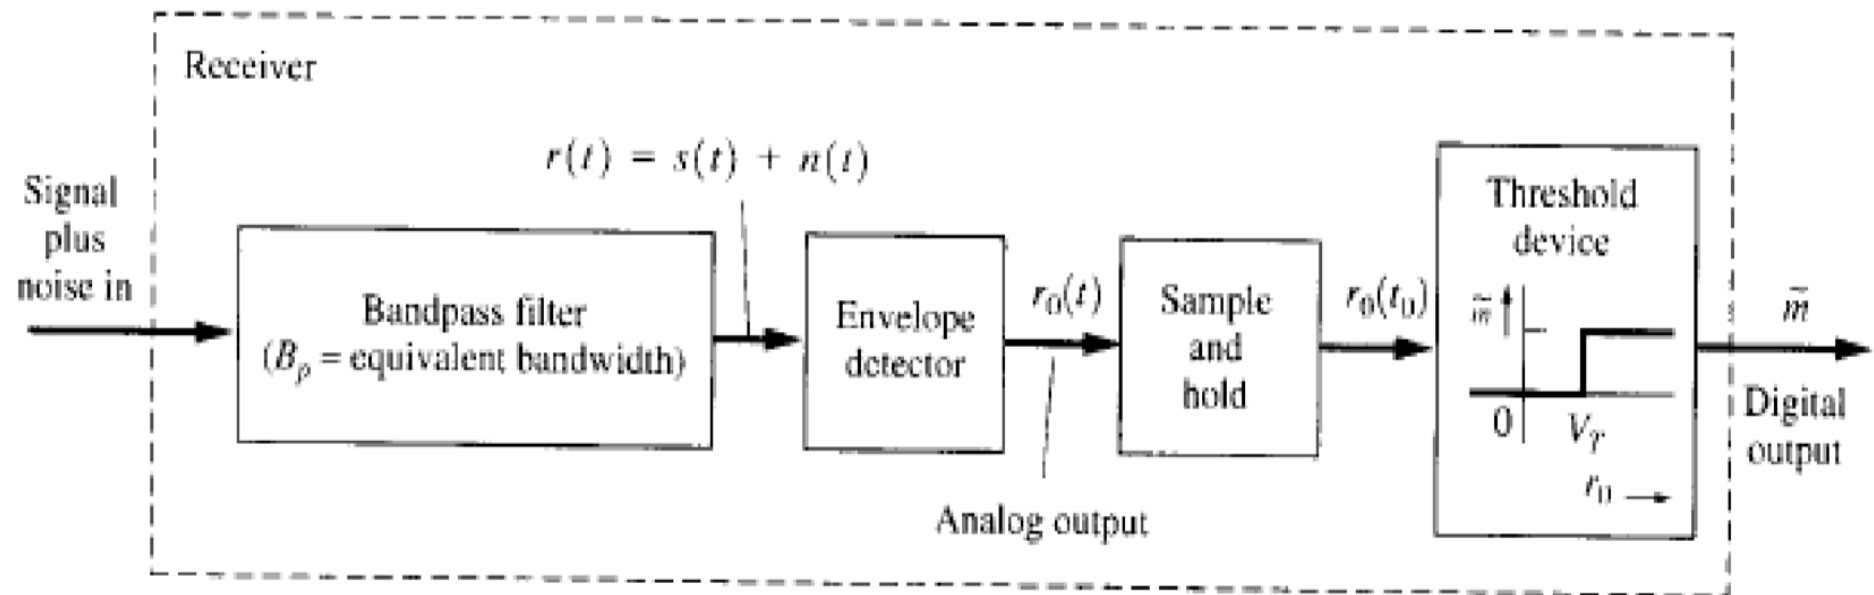 Receiver
r(t) = s(t) + n(t)
Signal
plus
noise in
Bandpass filter
(B_p = equivalent bandwidth)
Envelope
detector
r_0(t)
Analog output
Sample
and
hold
r_0(t_0)
Threshold
device
m̃
0
V_T
r_0
m̃
Digital
output